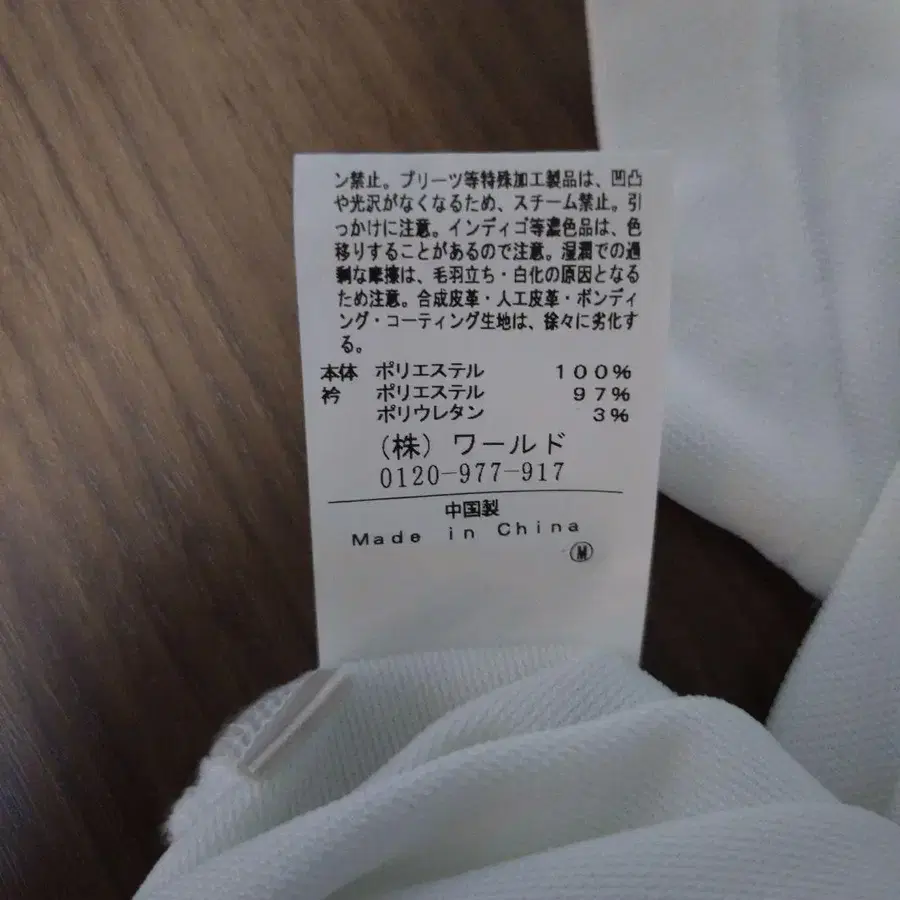 ン禁止。プリーツ等特殊加工製品は、凹凸
や光沢がなくなるため、スチーム禁止。引
っかけに注意。インディゴ等濃色品は、色
移りすることがあるので注意。湿潤での過
剰な摩擦は、毛羽立ち・白化の原因となる
ため注意。合成皮革・人工皮革・ボンディ
ング・コーティング生地は、徐々に劣化す
る。
本体 ポリエステル 100%
衿 ポリエステル 97%
ポリウレタン 3%
(株)ワールド
0120-977-917
中国製
Made in China
Ⓜ